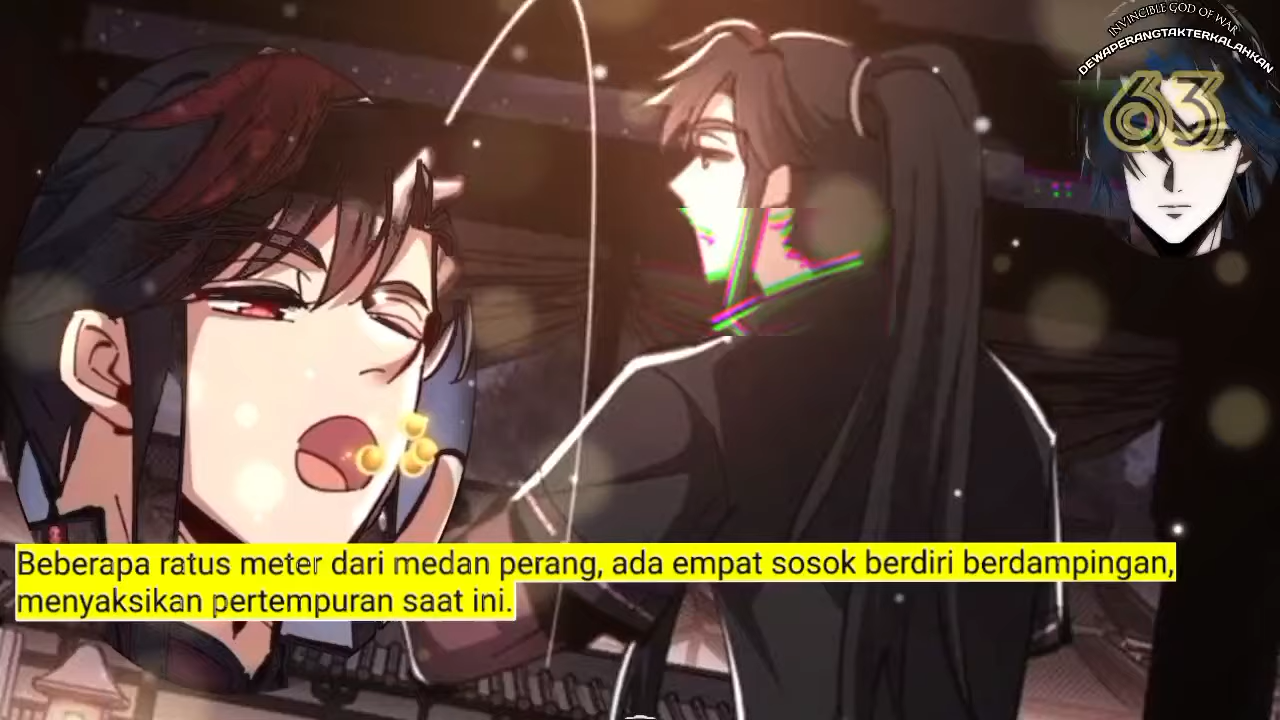 INVINCIBLE GOD OF WAR
DEWAPERANGTAKTERKALAHKAN
63
Beberapa ratus meter dari medan perang, ada empat sosok berdiri berdampingan,
menyaksikan pertempuran saat ini.